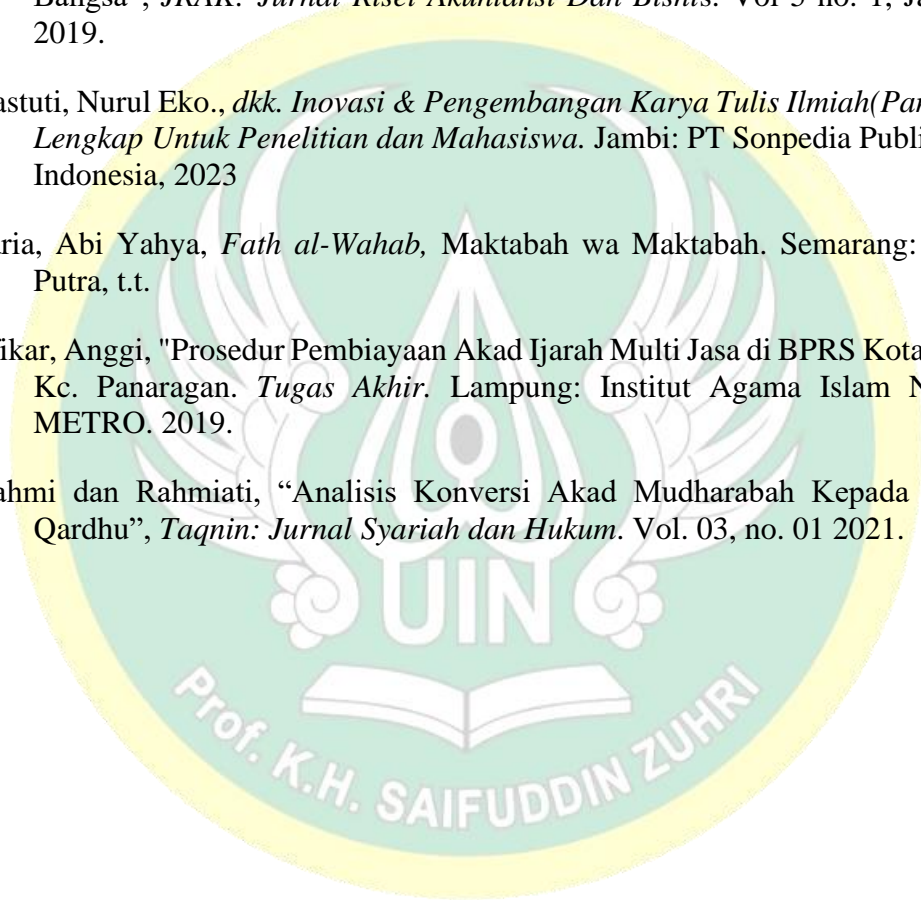 Bangsa", JRAK: Jurnal Riset Akuntansi Dan Bisnis. Vol 5 no. 1,
2019.
astuti, Nurul Eko., dkk. Inovasi & Pengembangan Karya Tulis Ilmiah(Pan
Lengkap Untuk Penelitian dan Mahasiswa. Jambi: PT Sonpedia Publi
Indonesia, 2023
aria, Abi Yahya, Fath al-Wahab, Maktabah wa Maktabah. Semarang:
Putra, t.t.
ikar, Anggi, "Prosedur Pembiayaan Akad Ijarah Multi Jasa di BPRS Kota
Kc. Panaragan. Tugas Akhir. Lampung: Institut Agama Islam N
METRO. 2019.
ahmi dan Rahmiati, “Analisis Konversi Akad Mudharabah Kepada
Qardhu”, Taqnin: Jurnal Syariah dan Hukum. Vol. 03, no. 01 2021.
UIN
Prof. K.H. SAIFUDDIN ZUHRI